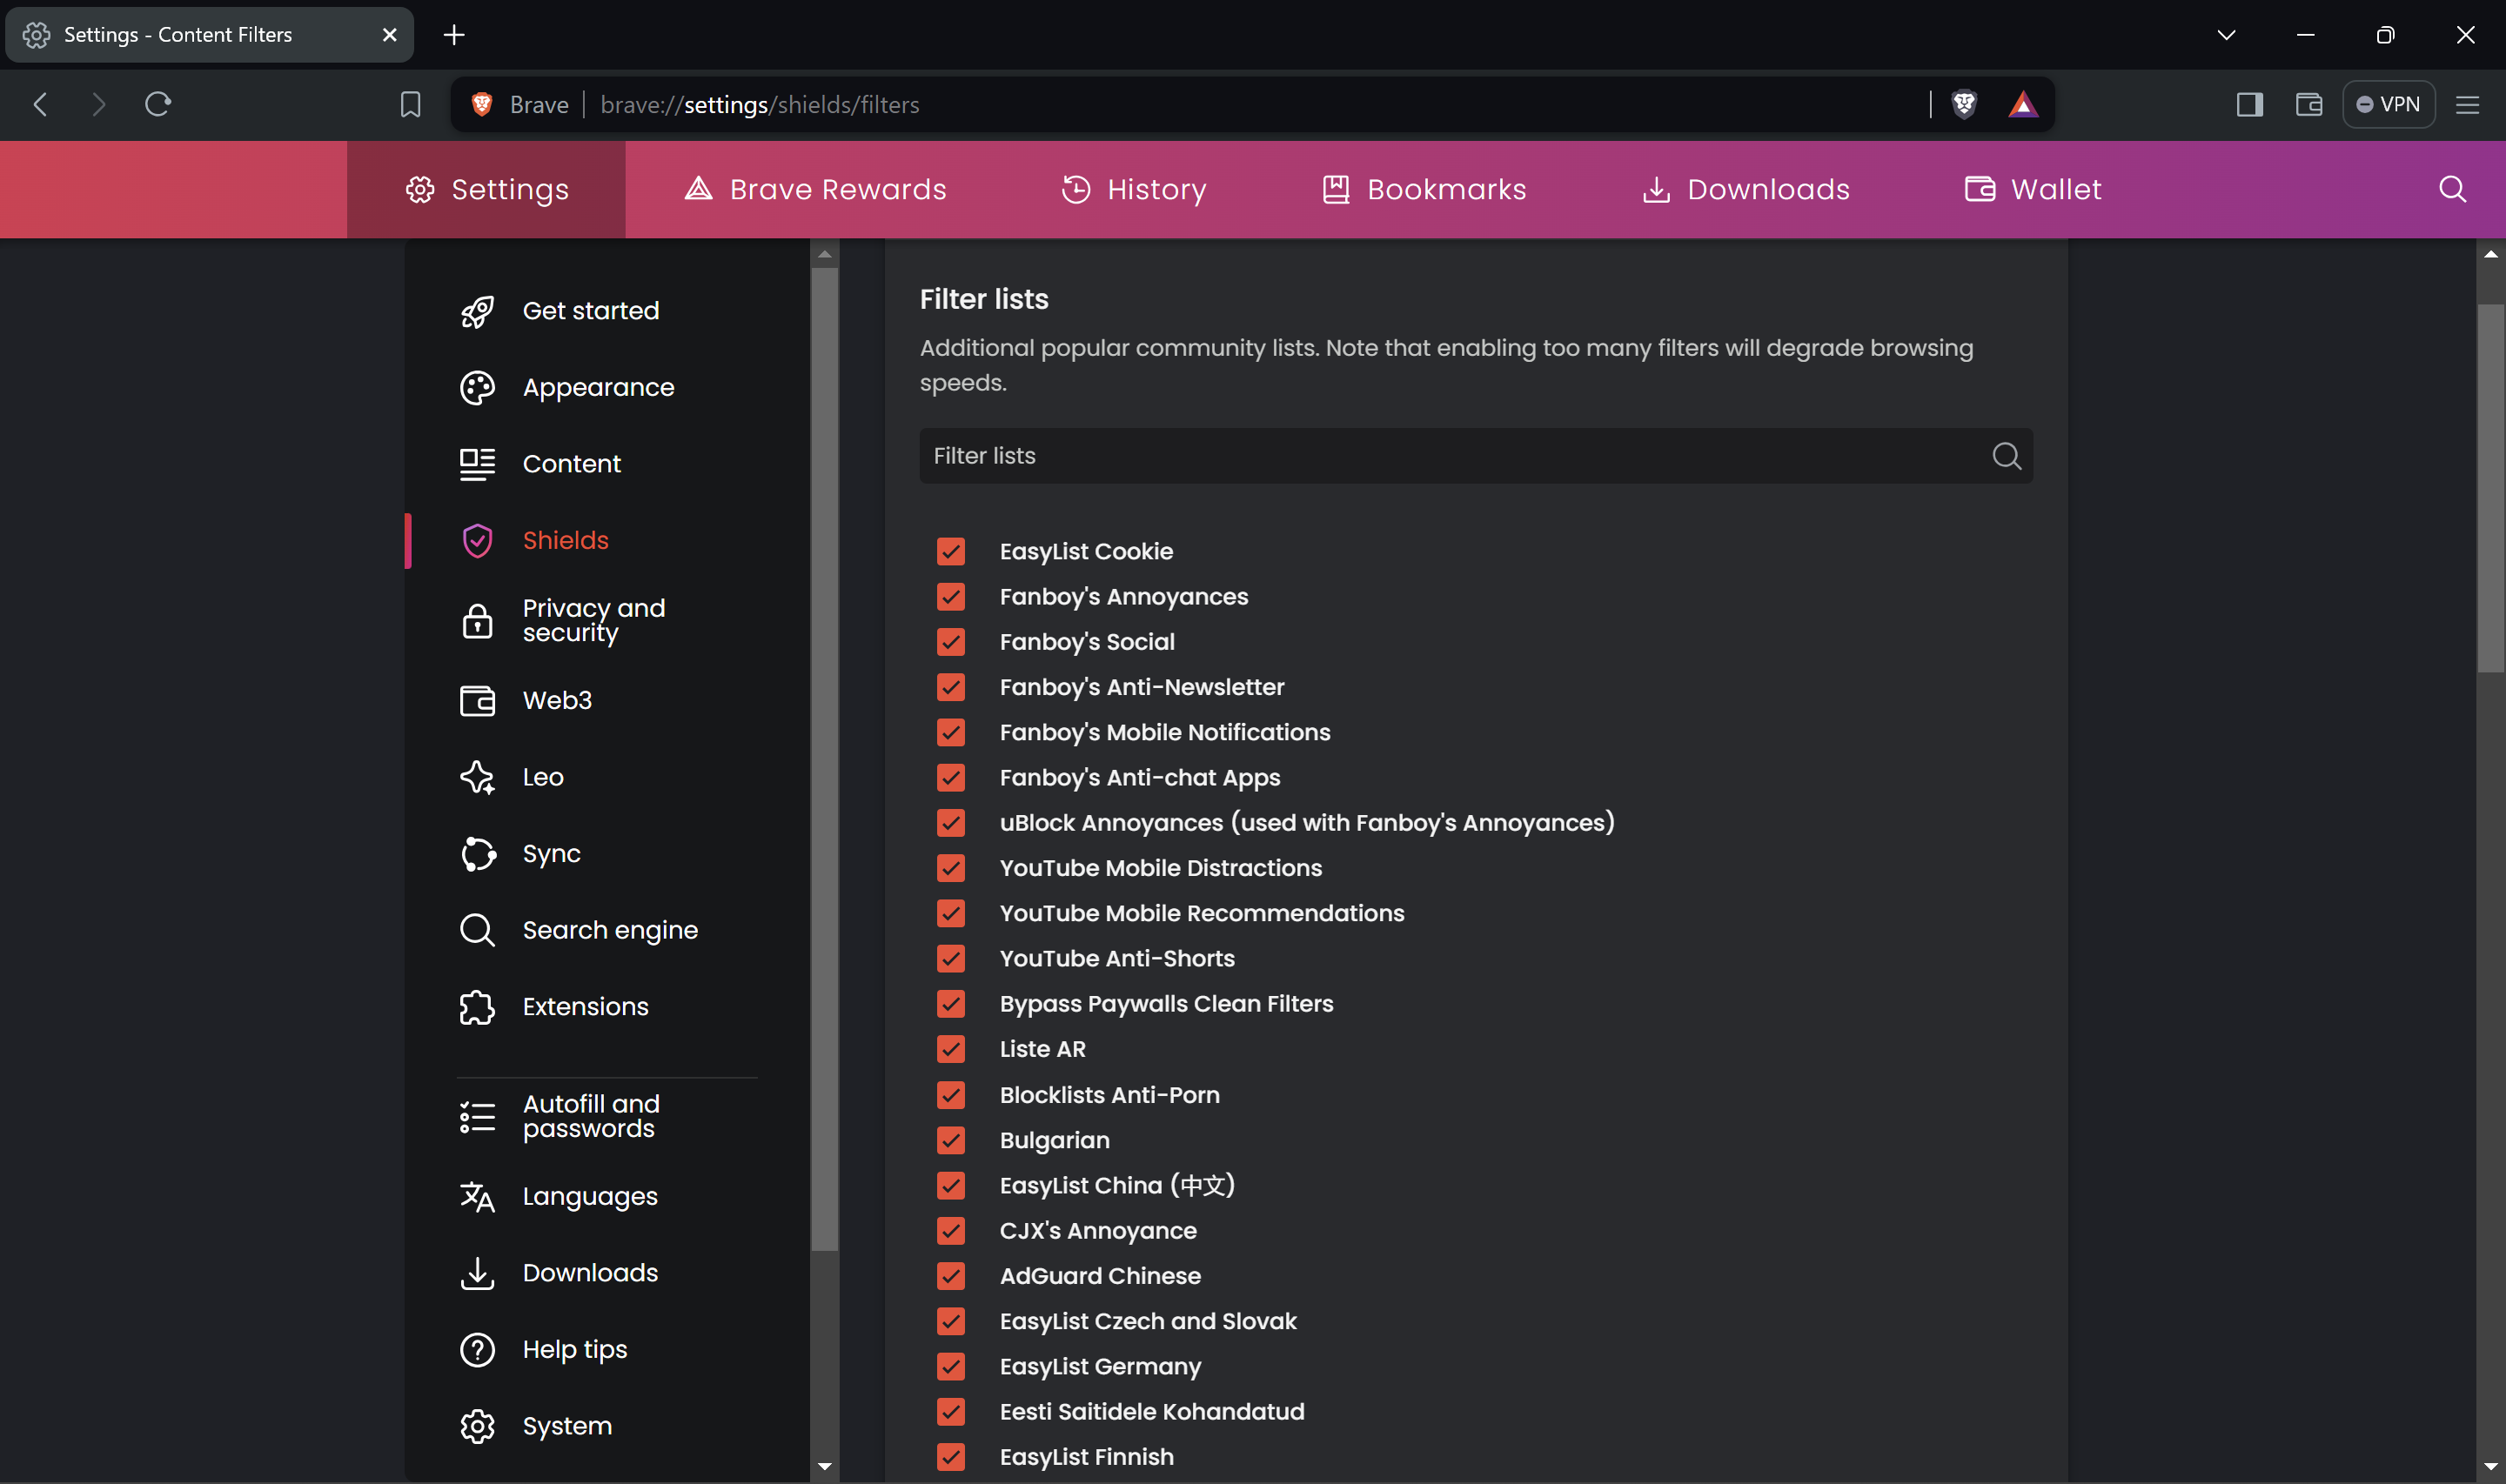 Settings - Content Filters
Brave
brave://settings/shields/filters
VPN
Settings
Brave Rewards
History
Bookmarks
Downloads
Wallet
Get started
Appearance
Content
Shields
Privacy and
security
Web3
Leo
Sync
Search engine
Extensions
Autofill and
passwords
Languages
Downloads
Help tips
System
Filter lists
Additional popular community lists. Note that enabling too many filters will degrade browsing
speeds.
Filter lists
EasyList Cookie
Fanboy's Annoyances
Fanboy's Social
Fanboy's Anti-Newsletter
Fanboy's Mobile Notifications
Fanboy's Anti-chat Apps
uBlock Annoyances (used with Fanboy's Annoyances)
YouTube Mobile Distractions
YouTube Mobile Recommendations
YouTube Anti-Shorts
Bypass Paywalls Clean Filters
Liste AR
Blocklists Anti-Porn
Bulgarian
EasyList China (中文)
CJX's Annoyance
AdGuard Chinese
EasyList Czech and Slovak
EasyList Germany
Eesti Saitidele Kohandatud
EasyList Finnish